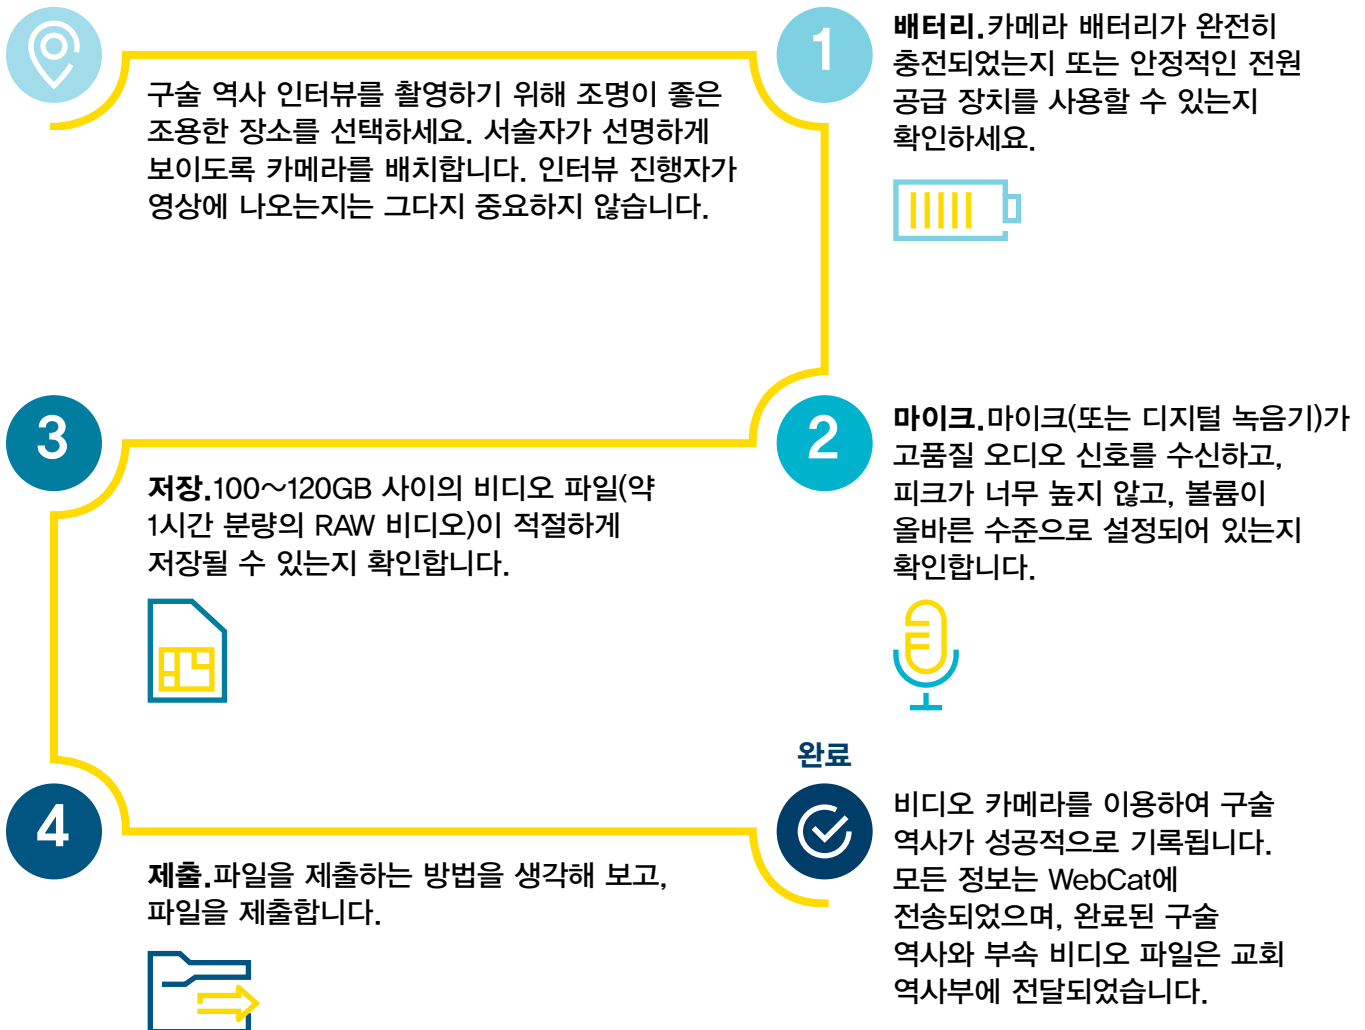 구술 역사 인터뷰를 촬영하기 위해 조명이 좋은
조용한 장소를 선택하세요. 서술자가 선명하게
보이도록 카메라를 배치합니다. 인터뷰 진행자가
영상에 나오는지는 그다지 중요하지 않습니다.
1
배터리.카메라 배터리가 완전히
충전되었는지 또는 안정적인 전원
공급 장치를 사용할 수 있는지
확인하세요.
2
마이크.마이크(또는 디지털 녹음기)가
고품질 오디오 신호를 수신하고,
피크가 너무 높지 않고, 볼륨이
올바른 수준으로 설정되어 있는지
확인합니다.
3
저장.100~120GB 사이의 비디오 파일(약
1시간 분량의 RAW 비디오)이 적절하게
저장될 수 있는지 확인합니다.
4
제출.파일을 제출하는 방법을 생각해 보고,
파일을 제출합니다.
완료
비디오 카메라를 이용하여 구술
역사가 성공적으로 기록됩니다.
모든 정보는 WebCat에
전송되었으며, 완료된 구술
역사와 부속 비디오 파일은 교회
역사부에 전달되었습니다.